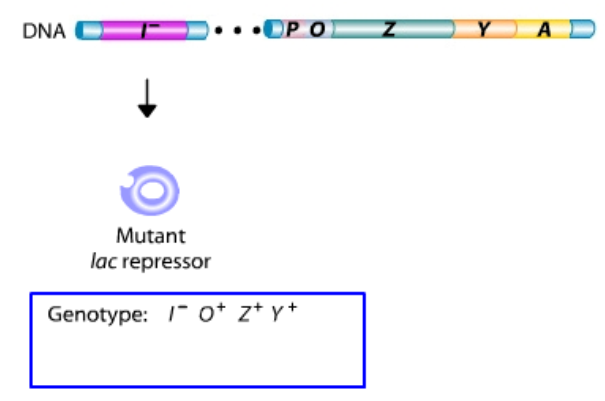 DNA I⁻ • • • P O Z Y A
Mutant
lac repressor
Genotype: I⁻ O⁺ Z⁺ Y⁺